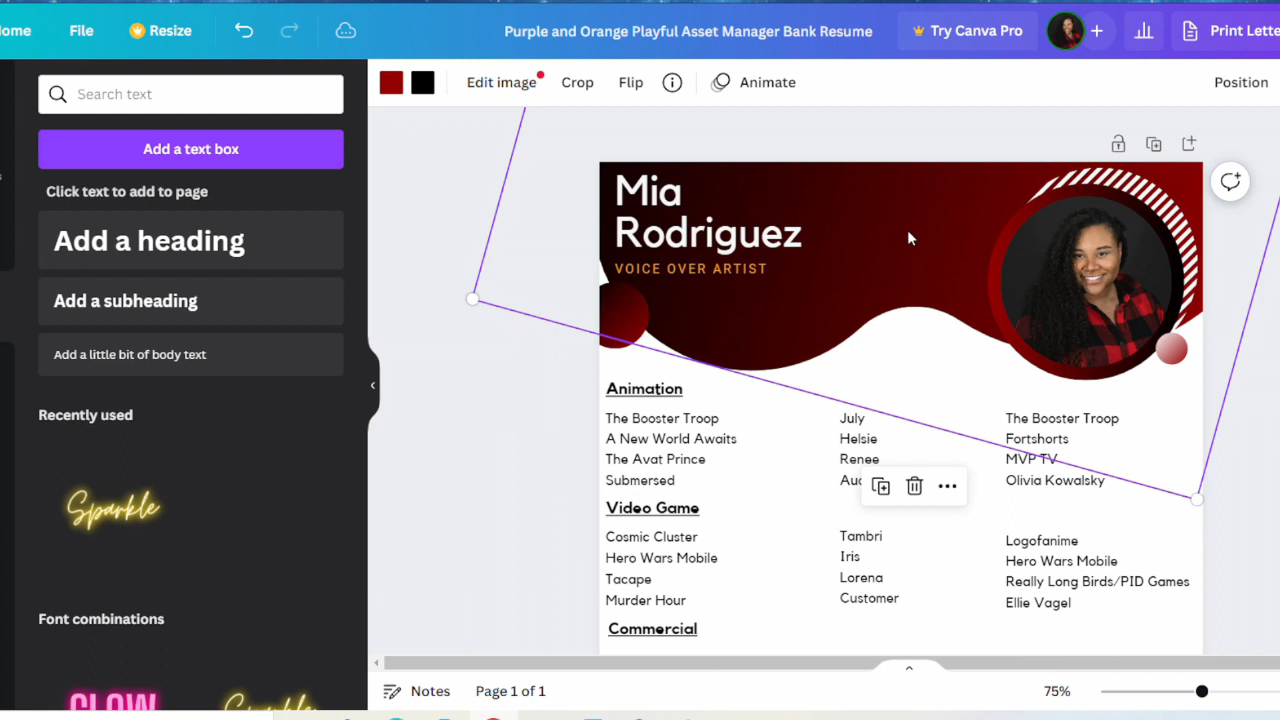 ome
File
Resize
Purple and Orange Playful Asset Manager Bank Resume
Try Canva Pro
Print Lette
Search text
Add a text box
Click text to add to page
Add a heading
Add a subheading
Add a little bit of body text
Recently used
Sparkle
Font combinations
GLOW
Sparkle
Edit image
Crop
Flip
Animate
Position
Mia
Rodriguez
VOICE OVER ARTIST
Animation
The Booster Troop July The Booster Troop
A New World Awaits Helsie Fortshorts
The Avat Prince Renee MVP TV
Submersed Au Olivia Kowalsky
Video Game
Cosmic Cluster Tambri Logofanime
Hero Wars Mobile Iris Hero Wars Mobile
Tacape Lorena Really Long Birds/PID Games
Murder Hour Customer Ellie Vagel
Commercial
Notes
Page 1 of 1
75%